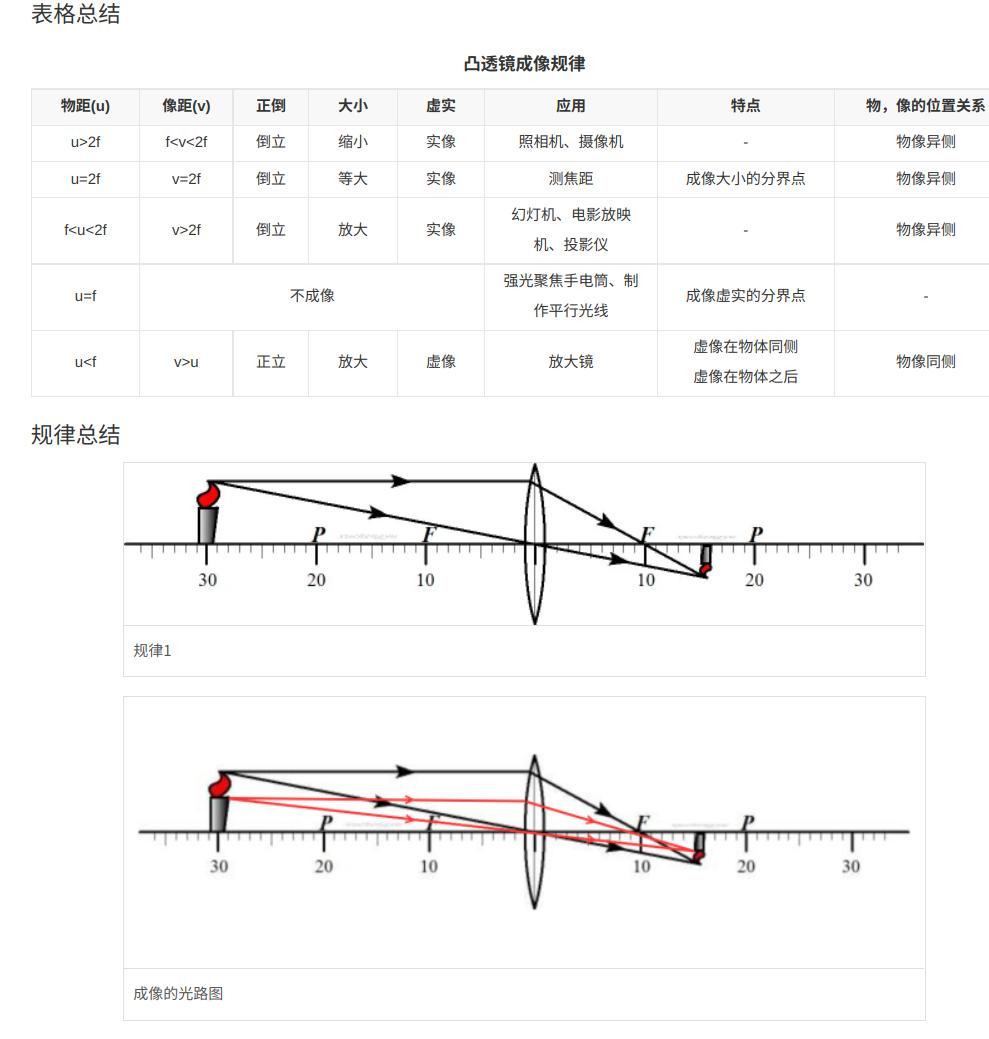 表格总结
凸透镜成像规律
物距(u) 像距(v) 正倒 大小 虚实 应用 特点 物，像的位置关系
u>2f f<v<2f 倒立 缩小 实像 照相机、摄像机 - 物像异侧
u=2f v=2f 倒立 等大 实像 测焦距 成像大小的分界点 物像异侧
f<u<2f v>2f 倒立 放大 实像 幻灯机、电影放映
机、投影仪 - 物像异侧
u=f 不成像 强光聚焦手电筒、制
作平行光线 成像虚实的分界点 -
u<f v>u 正立 放大 虚像 放大镜 虚像在物体同侧
虚像在物体之后 物像同侧
规律总结
P F F P
30 20 10 10 20 30
规律1
P F F P
30 20 10 10 20 30
成像的光路图